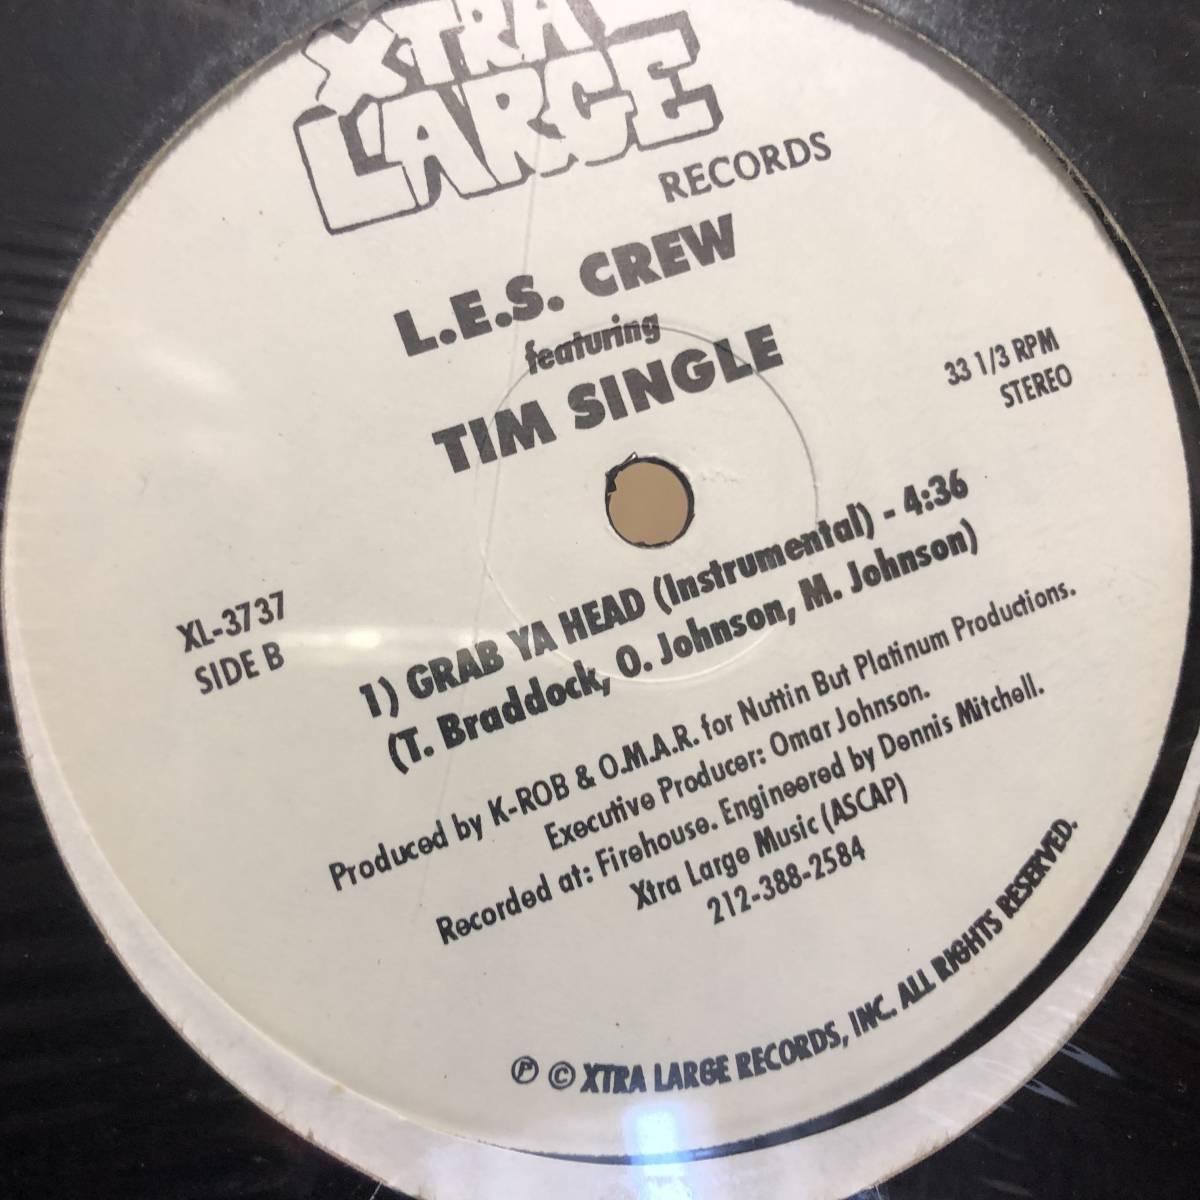 XTRA
LARGE
RECORDS
L.E.S. CREW
featuring
TIM SINGLE
33 1/3 RPM
STEREO
XL-3737
SIDE B
1) GRAB YA HEAD (Instrumental) - 4:36
(T. Braddock, O. Johnson, M. Johnson)
Produced by K-ROB & O.M.A.R. for Nuttin But Platinum Productions.
Executive Producer: Omar Johnson.
Recorded at: Firehouse. Engineered by Dennis Mitchell.
Xtra Large Music (ASCAP)
212-388-2584
℗ © XTRA LARGE RECORDS, INC. ALL RIGHTS RESERVED.